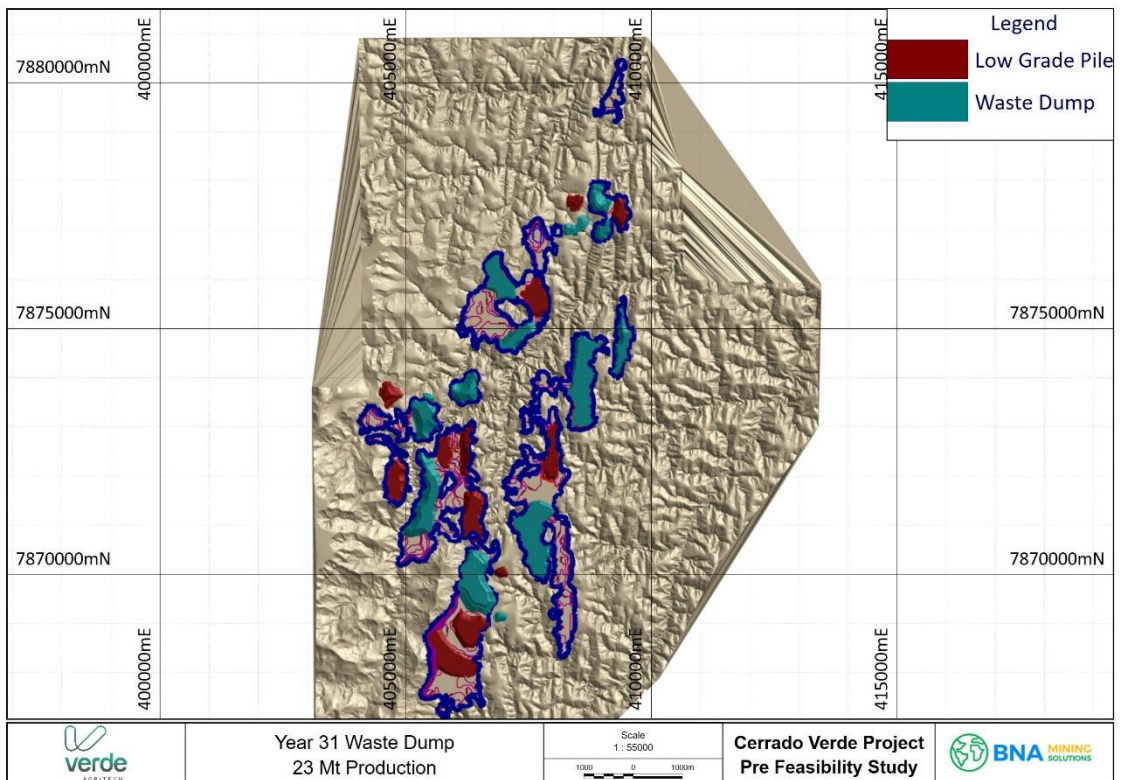 Legend
Low Grade Pile
Waste Dump
7880000mN
400000mE
405000mE
410000mE
415000mE
7875000mN
7875000mN
7870000mN
7870000mN
400000mE
405000mE
410000mE
415000mE
verde
AGRITECH
Year 31 Waste Dump
23 Mt Production
Scale
1 : 55000
1000 0 1000m
Cerrado Verde Project
Pre Feasibility Study
BNA MINING
SOLUTIONS